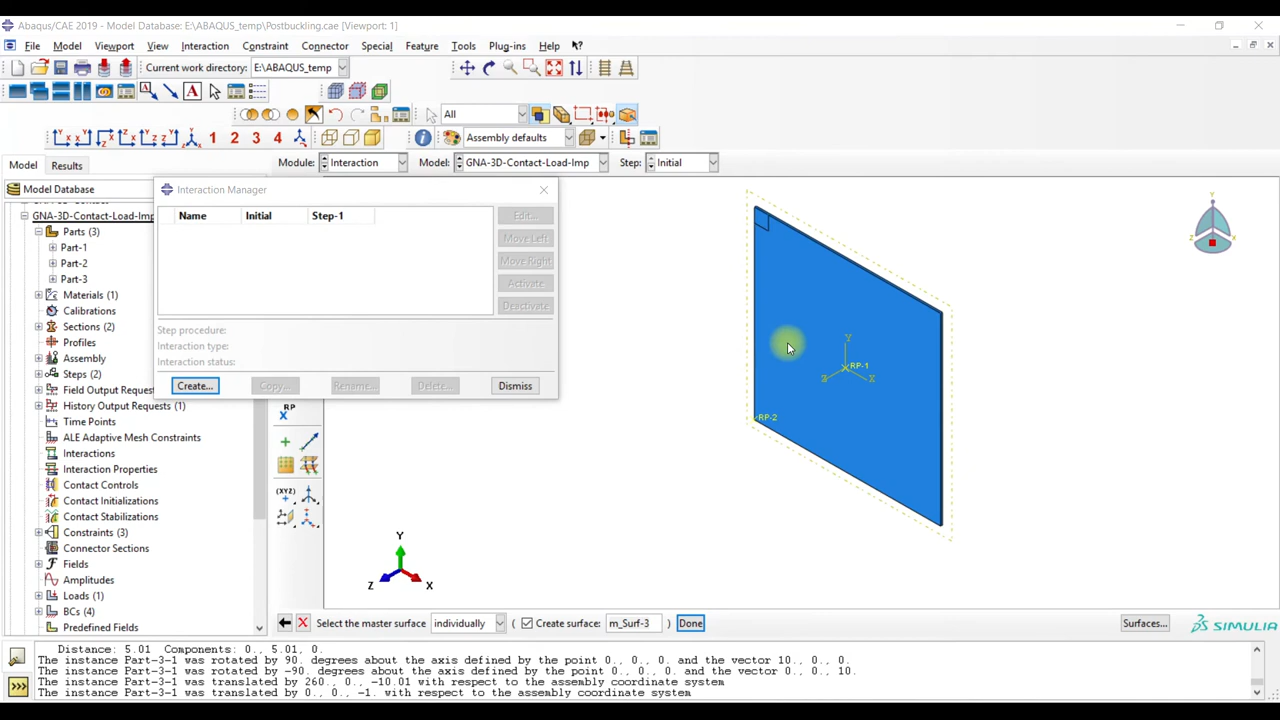 Abaqus/CAE 2019 - Model Database: E:\ABAQUS_temp\Postbuckling.cae [Viewport: 1]
File Model Viewport View Interaction Constraint Connector Special Feature Tools Plug-ins Help
Current work directory: E:\ABAQUS_temp
All
1 2 3 4 Assembly defaults
Model Results Module: Interaction Model: GNA-3D-Contact-Load-Imp Step: Initial
Model Database
Interaction Manager
GNA-3D-Contact-Load-Imp
Name Initial Step-1 Edit...
Parts (3)
Move Left
Part-1
Part-2
Move Right
Part-3
Activate
Materials (1)
Deactivate
Calibrations
Sections (2)
Step procedure:
Profiles
Interaction type:
Assembly
Interaction status:
Steps (2)
Create... Copy... Rename... Delete... Dismiss
Field Output Reques
History Output Requests (1)
RP
Time Points
ALE Adaptive Mesh Constraints
Interactions
Interaction Properties
Contact Controls
(XYZ)
Contact Initializations
Contact Stabilizations
Constraints (3)
Connector Sections
Fields
Amplitudes
Loads (1)
BCs (4)
Predefined Fields
Y
Z
X
Y
RP-1
Z
X
RP-2
Y
Z
X
Select the master surface individually ( Create surface: m_Surf-3 ) Done Surfaces... SIMULIA
Distance: 5.01 Components: 0., 5.01, 0.
The instance Part-3-1 was rotated by 90. degrees about the axis defined by the point 0., 0., 0. and the vector 10., 0., 0.
The instance Part-3-1 was rotated by -90. degrees about the axis defined by the point 0., 0., 0. and the vector 0., 0., 10.
The instance Part-3-1 was translated by 260., 0., -10.01 with respect to the assembly coordinate system
The instance Part-3-1 was translated by 0., 0., -1. with respect to the assembly coordinate system